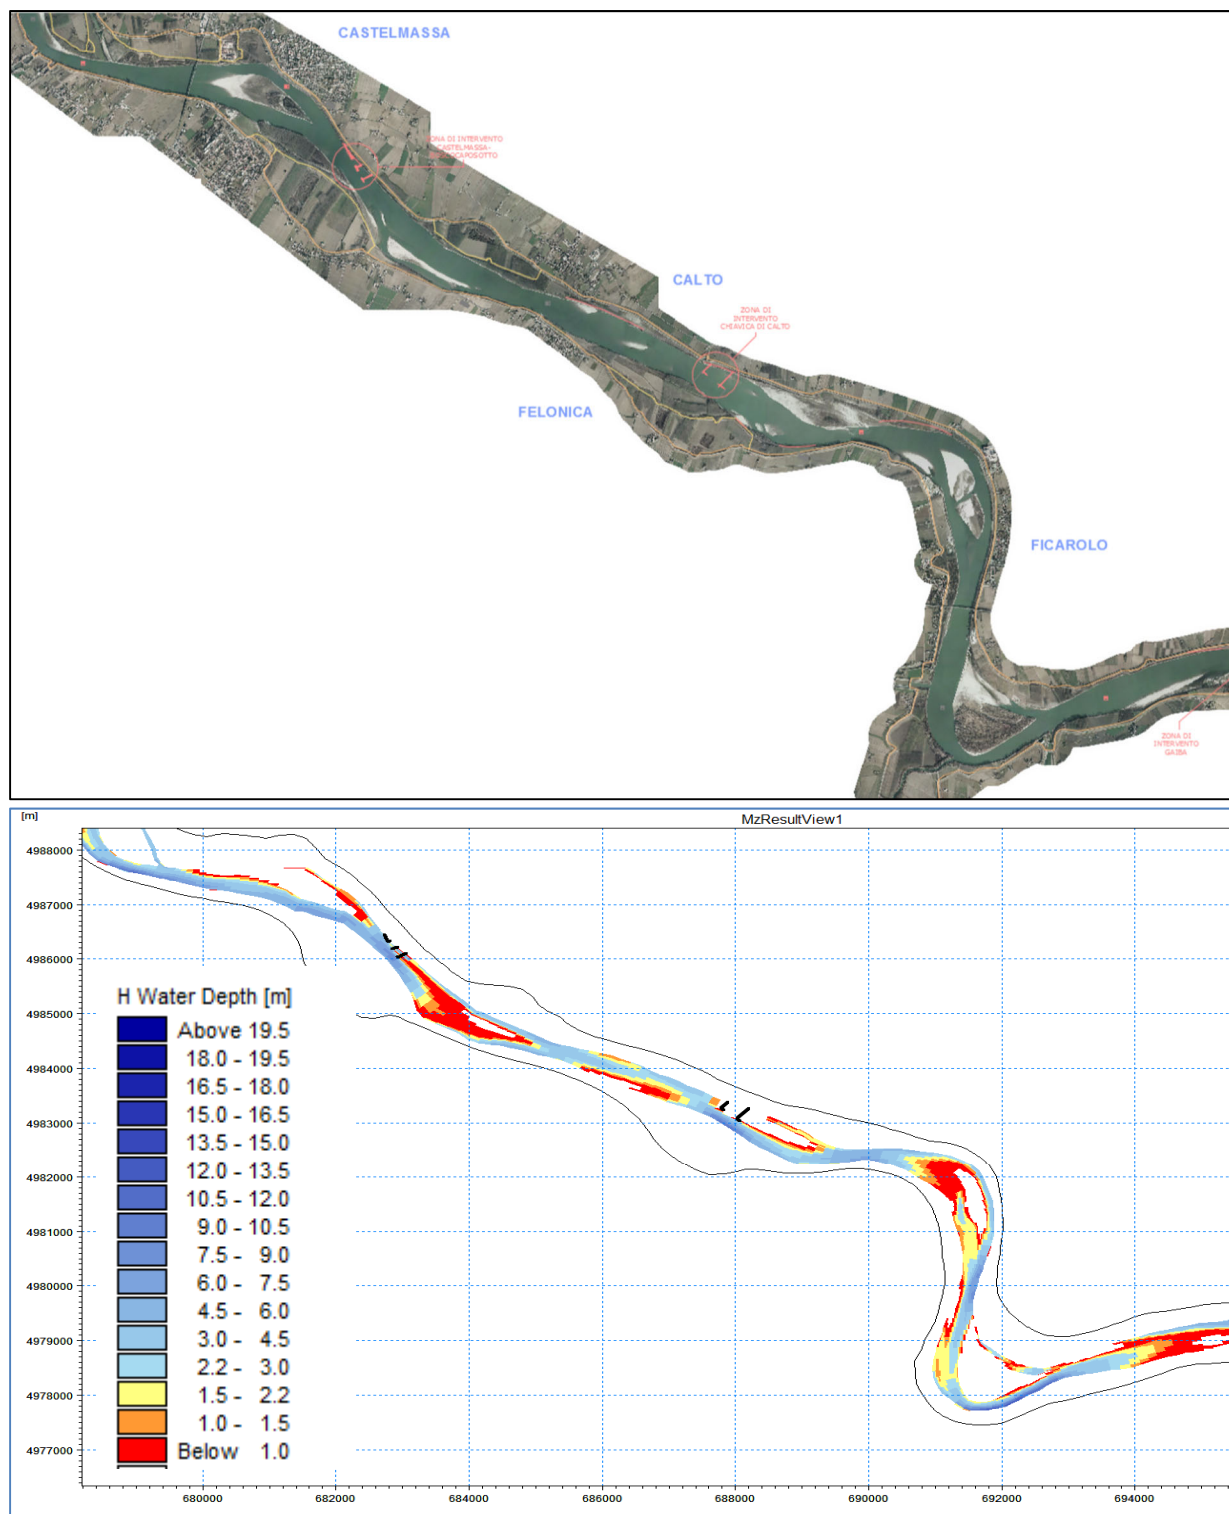 CASTELMASSA
ZONA DI INTERVENTO
CASTELMASSA-
CALTO
ZONA DI
INTERVENTO
CHIAVICA DI CALTO
FELONICA
FICAROLO
ZONA DI
INTERVENTO
GAIBA
[m]
MzResultView1
4988000
4987000
4986000
4985000
4984000
4983000
4982000
4981000
4980000
4979000
4978000
4977000
H Water Depth [m]
Above 19.5
18.0 - 19.5
16.5 - 18.0
15.0 - 16.5
13.5 - 15.0
12.0 - 13.5
10.5 - 12.0
9.0 - 10.5
7.5 - 9.0
6.0 - 7.5
4.5 - 6.0
3.0 - 4.5
2.2 - 3.0
1.5 - 2.2
1.0 - 1.5
Below 1.0
680000
682000
684000
686000
688000
690000
692000
694000